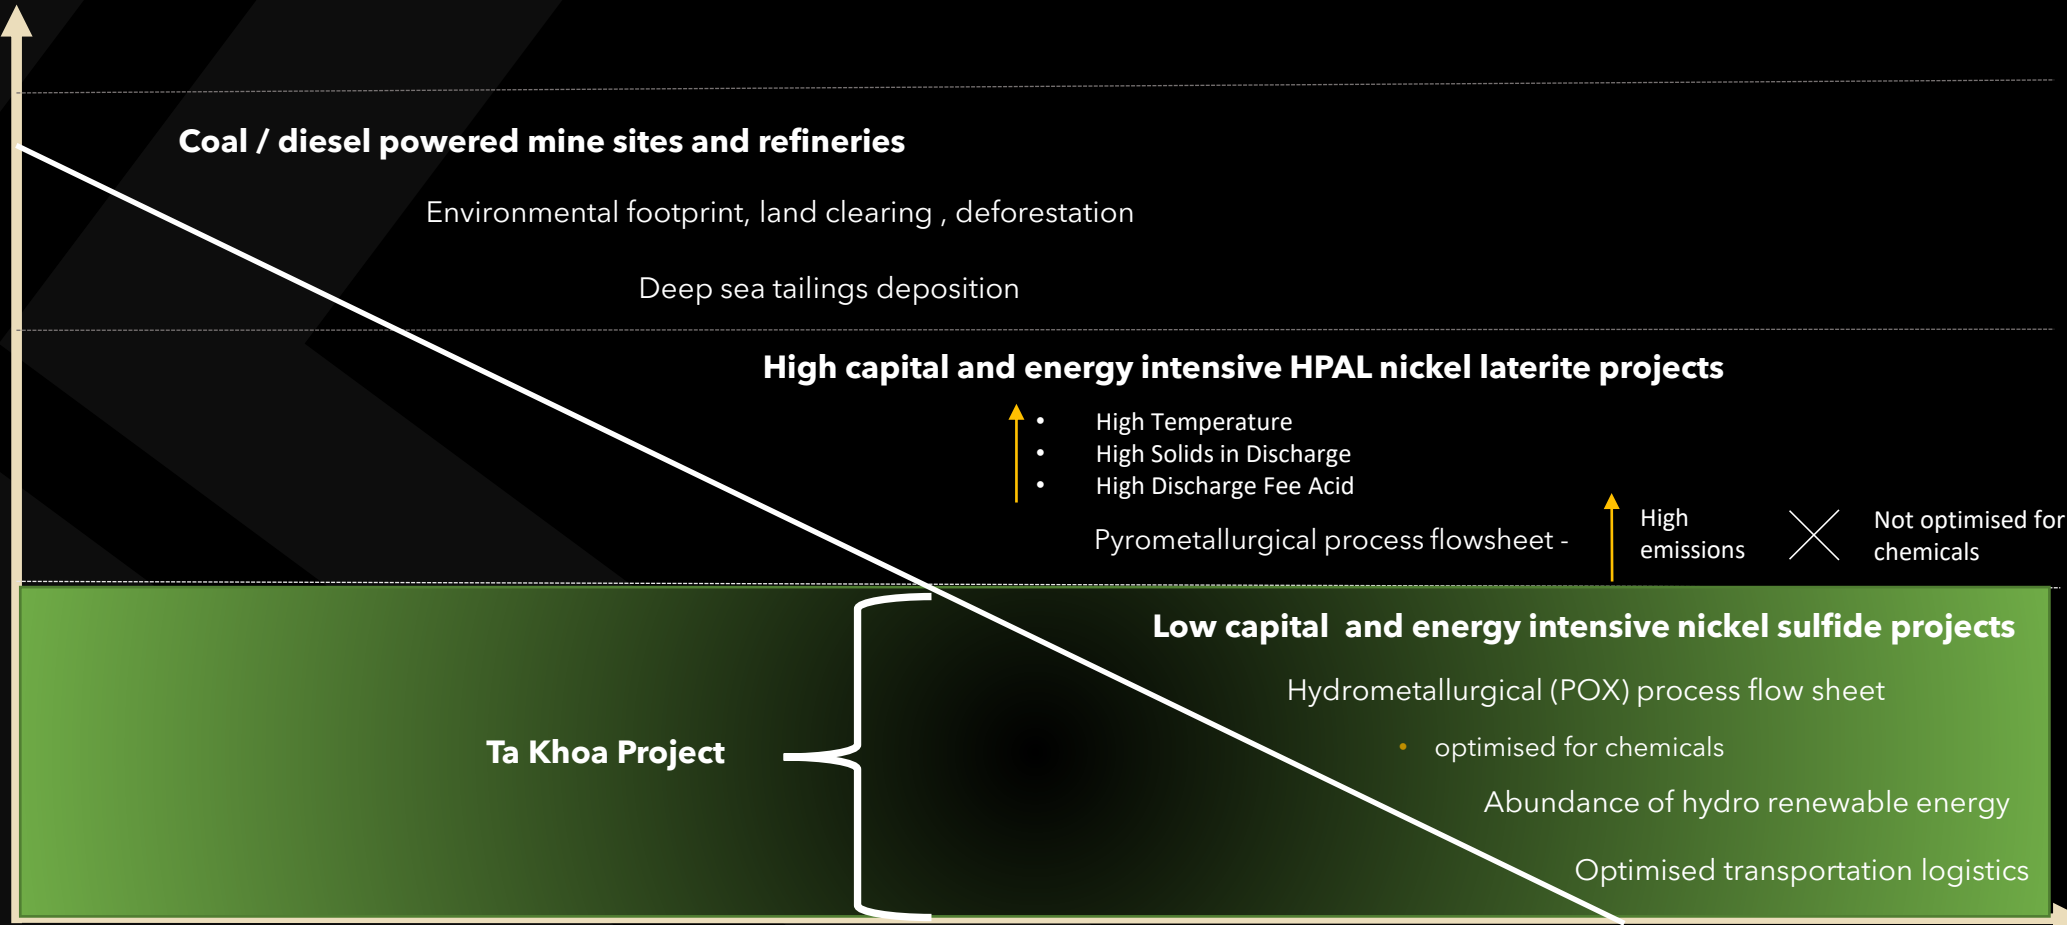 Coal / diesel powered mine sites and refineries
Environmental footprint, land clearing , deforestation
Deep sea tailings deposition
High capital and energy intensive HPAL nickel laterite projects
• High Temperature
• High Solids in Discharge
• High Discharge Fee Acid
Pyrometallurgical process flowsheet -
High
emissions
Not optimised for
chemicals
Low capital  and energy intensive nickel sulfide projects
Hydrometallurgical (POX) process flow sheet
• optimised for chemicals
Ta Khoa Project
Abundance of hydro renewable energy
Optimised transportation logistics